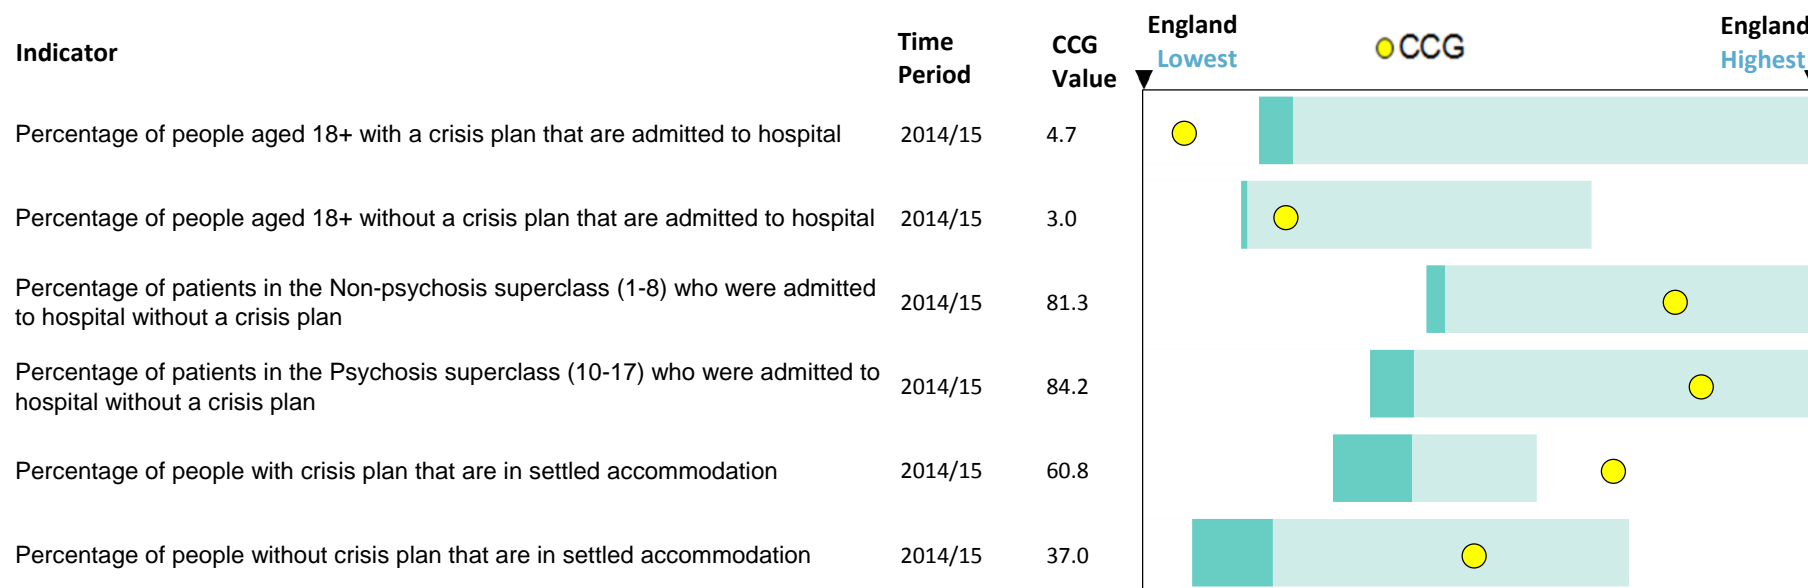 Indicator
Time
Period
CCG
Value
England
Lowest
CCG
England
Highest
Percentage of people aged 18+ with a crisis plan that are admitted to hospital 2014/15 4.7
Percentage of people aged 18+ without a crisis plan that are admitted to hospital 2014/15 3.0
Percentage of patients in the Non-psychosis superclass (1-8) who were admitted
to hospital without a crisis plan 2014/15 81.3
Percentage of patients in the Psychosis superclass (10-17) who were admitted to
hospital without a crisis plan 2014/15 84.2
Percentage of people with crisis plan that are in settled accommodation 2014/15 60.8
Percentage of people without crisis plan that are in settled accommodation 2014/15 37.0